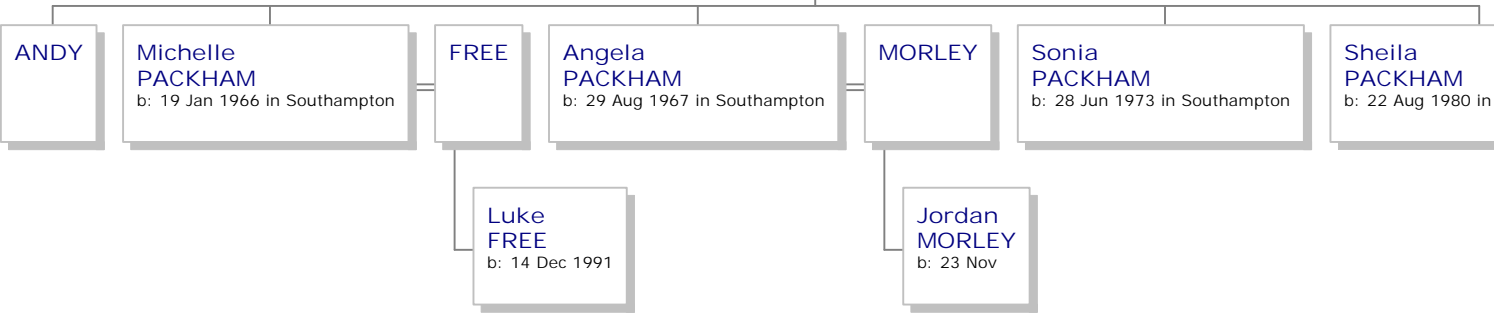 ANDY
Michelle
PACKHAM
b: 19 Jan 1966 in Southampton
FREE
Angela
PACKHAM
b: 29 Aug 1967 in Southampton
MORLEY
Sonia
PACKHAM
b: 28 Jun 1973 in Southampton
Sheila
PACKHAM
b: 22 Aug 1980 in
Luke
FREE
b: 14 Dec 1991
Jordan
MORLEY
b: 23 Nov